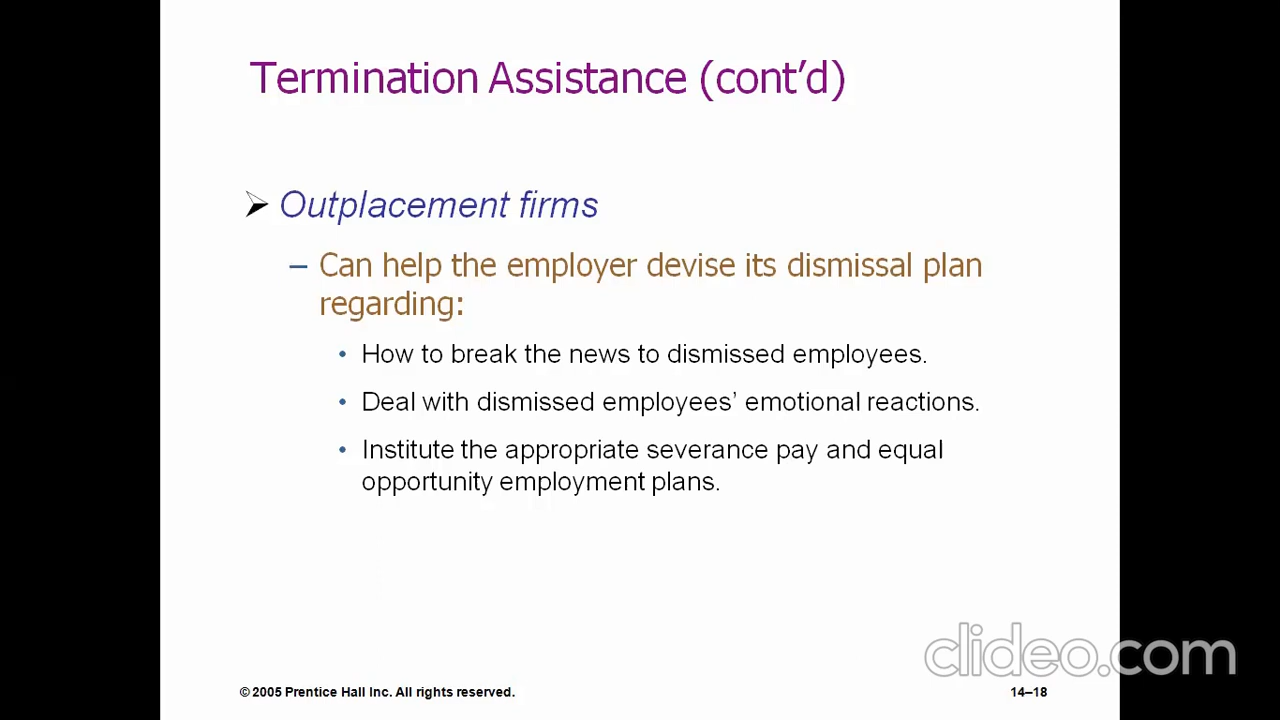 Termination Assistance (cont’d)
➢ Outplacement firms
– Can help the employer devise its dismissal plan
regarding:
• How to break the news to dismissed employees.
• Deal with dismissed employees’ emotional reactions.
• Institute the appropriate severance pay and equal
opportunity employment plans.
clideo.com
© 2005 Prentice Hall Inc. All rights reserved.
14–18